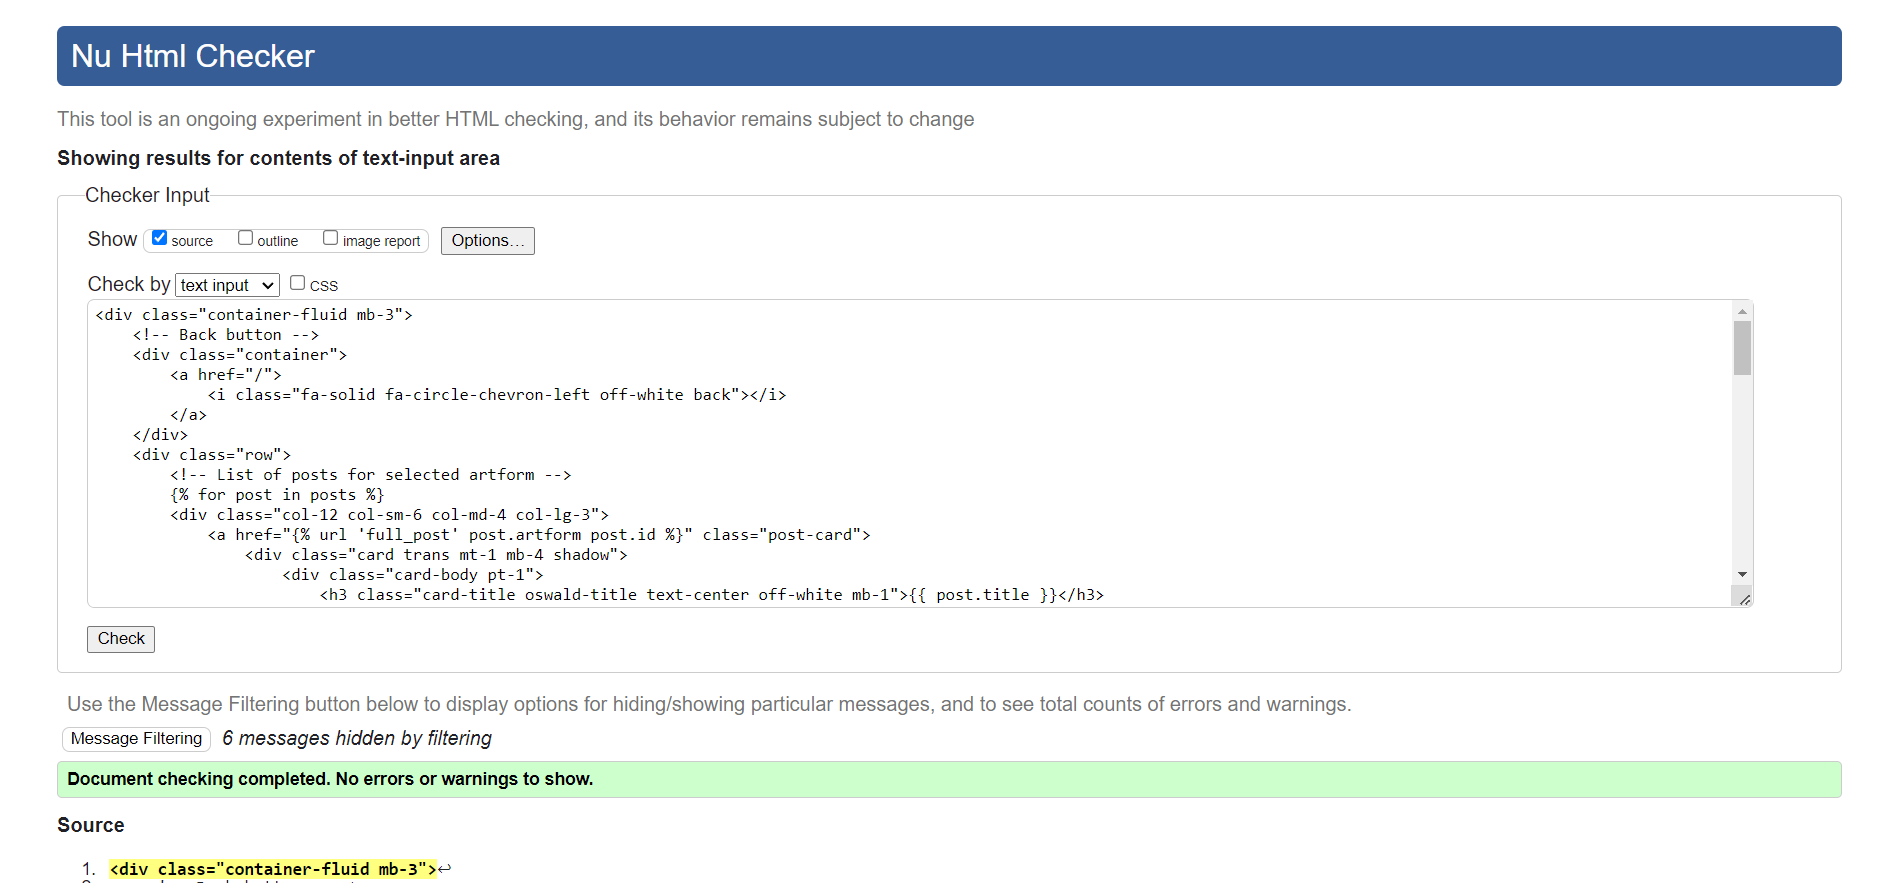 Nu Html Checker
This tool is an ongoing experiment in better HTML checking, and its behavior remains subject to change
Showing results for contents of text-input area
Checker Input
Show source outline image report Options...
Check by text input CSS
<div class="container-fluid mb-3">
    <!-- Back button -->
    <div class="container">
        <a href="/">
            <i class="fa-solid fa-circle-chevron-left off-white back"></i>
        </a>
    </div>
    <div class="row">
        <!-- List of posts for selected artform -->
        {% for post in posts %}
        <div class="col-12 col-sm-6 col-md-4 col-lg-3">
            <a href="{% url 'full_post' post.artform post.id %}" class="post-card">
                <div class="card trans mt-1 mb-4 shadow">
                    <div class="card-body pt-1">
                        <h3 class="card-title oswald-title text-center off-white mb-1">{{ post.title }}</h3>
Check
Use the Message Filtering button below to display options for hiding/showing particular messages, and to see total counts of errors and warnings.
Message Filtering 6 messages hidden by filtering
Document checking completed. No errors or warnings to show.
Source
1. <div class="container-fluid mb-3">↩